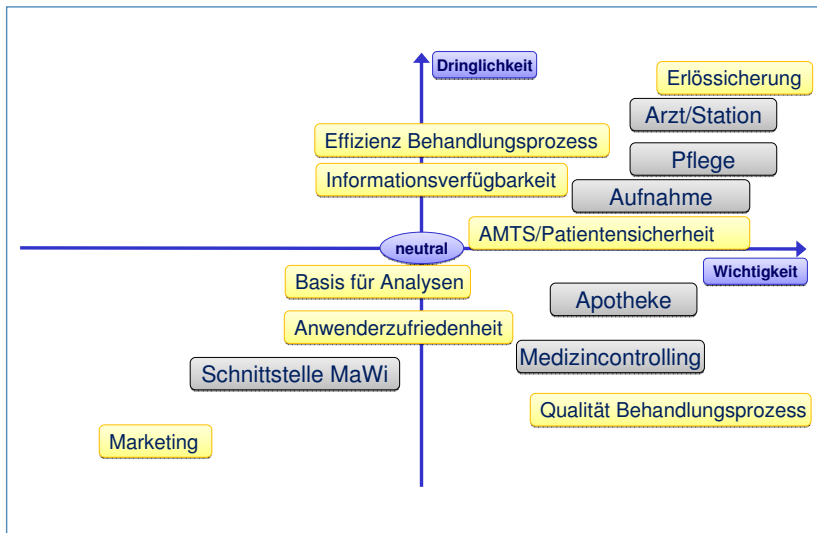 Dringlichkeit
Erlössicherung
Arzt/Station
Effizienz Behandlungsprozess
Pflege
Informationsverfügbarkeit
Aufnahme
AMTS/Patientensicherheit
neutral
Wichtigkeit
Basis für Analysen
Apotheke
Anwenderzufriedenheit
Medizincontrolling
Schnittstelle MaWi
Qualität Behandlungsprozess
Marketing